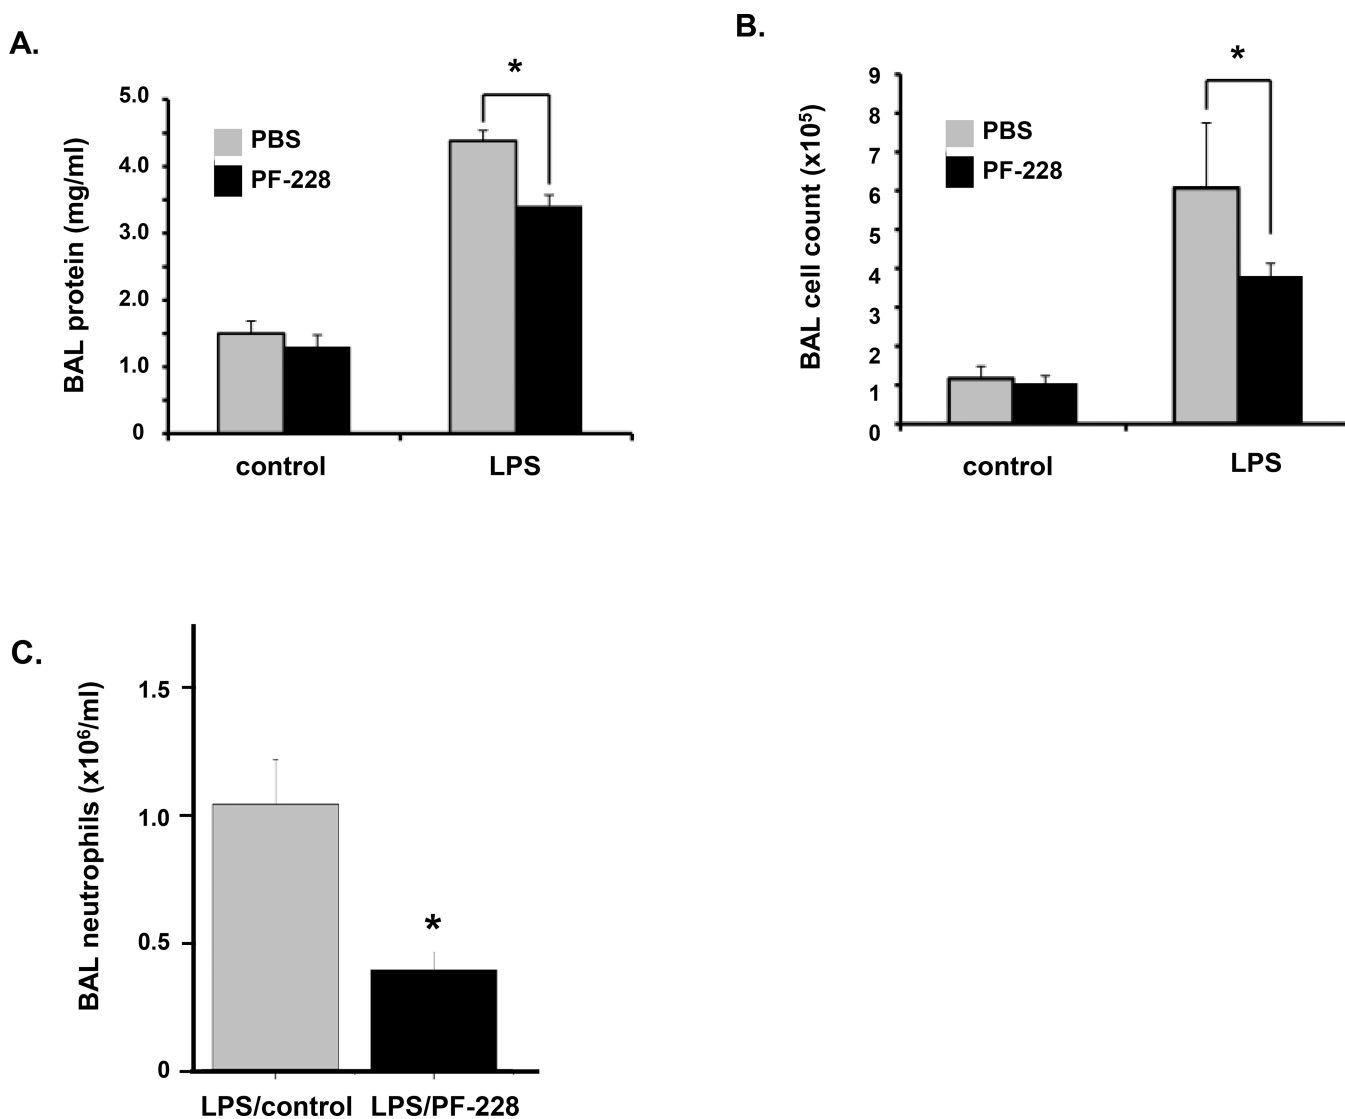 A.
*
BAL protein (mg/ml)
5.0
4.0
3.0
2.0
1.0
0
PBS
PF-228
control
LPS
B.
*
BAL cell count (x10⁵)
9
8
7
6
5
4
3
2
1
0
PBS
PF-228
control
LPS
C.
BAL neutrophils (x10⁶/ml)
1.5
1.0
0.5
0
*
LPS/control
LPS/PF-228